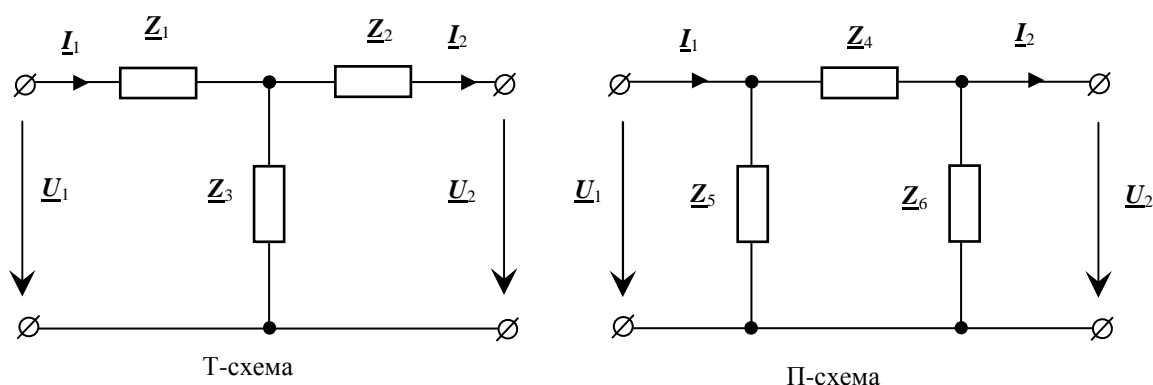 I1 Z1 Z2 I2
U1 Z3 U2
Т-схема
I1 Z4 I2
U1 Z5 Z6 U2
П-схема